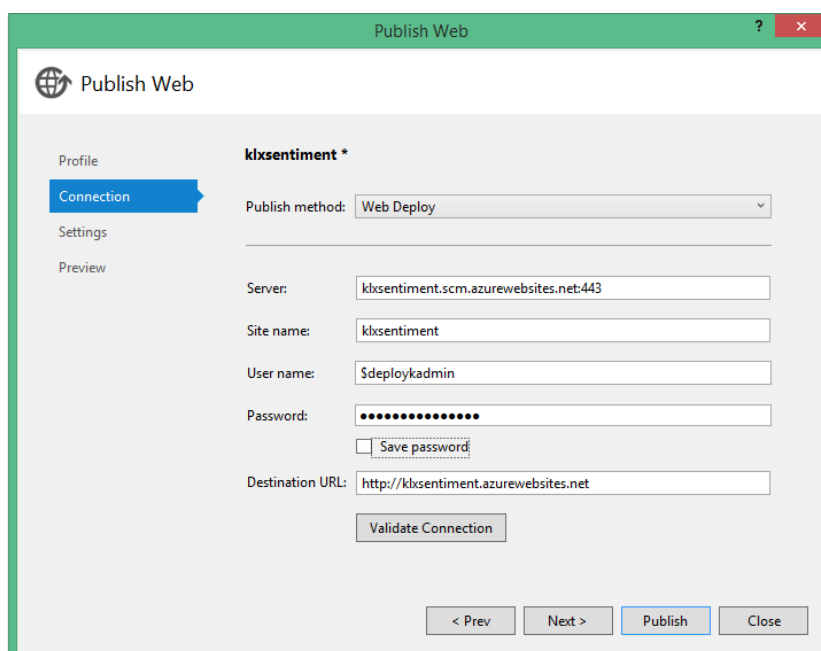 Publish Web
?
Publish Web
Profile
Connection
Settings
Preview
klxsentiment *
Publish method: Web Deploy
Server: klxsentiment.scm.azurewebsites.net:443
Site name: klxsentiment
User name: $deploykadmin
Password: •••••••••••••••
Save password
Destination URL: http://klxsentiment.azurewebsites.net
Validate Connection
< Prev Next > Publish Close